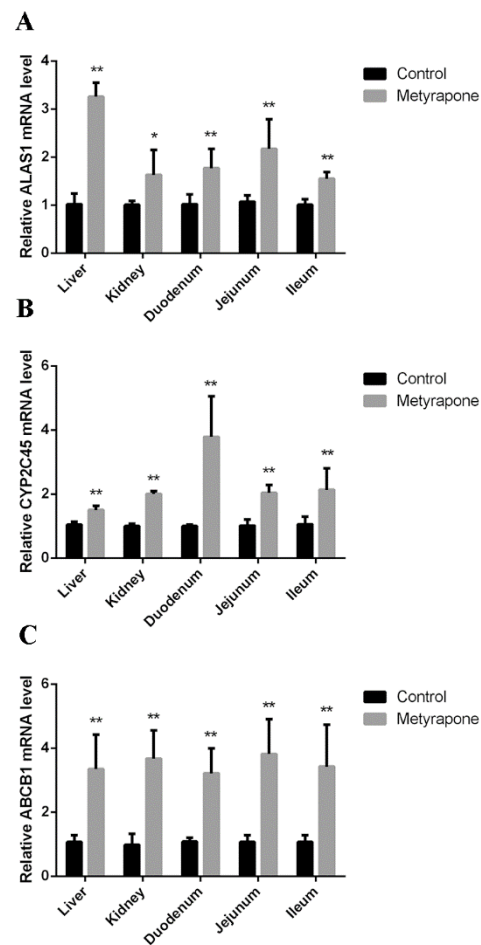 A
Relative ALAS1 mRNA level
4
3
2
1
0
**
*
**
**
**
Liver
Kidney
Duodenum
Jejunum
Ileum
Control
Metyrapone
B
Relative CYP2C45 mRNA level
6
4
2
0
**
**
**
**
**
Liver
Kidney
Duodenum
Jejunum
Ileum
Control
Metyrapone
C
Relative ABCB1 mRNA level
6
4
2
0
**
**
**
**
**
Liver
Kidney
Duodenum
Jejunum
Ileum
Control
Metyrapone